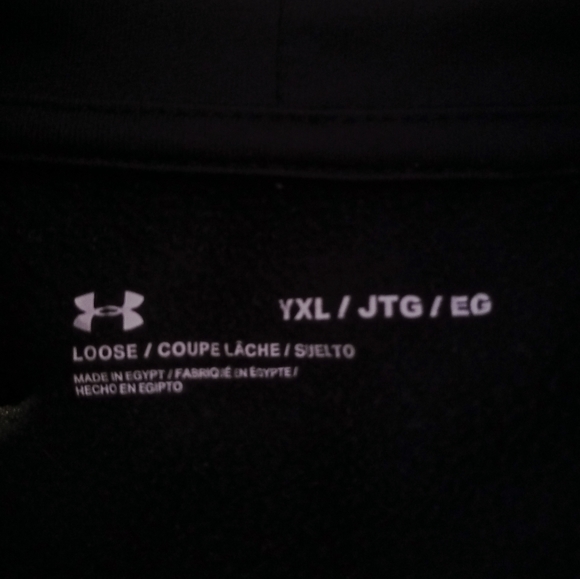 YXL / JTG / EG
LOOSE / COUPE LÂCHE / SUELTO
MADE IN EGYPT / FABRIQUÉ EN ÉGYPTE /
HECHO EN EGIPTO